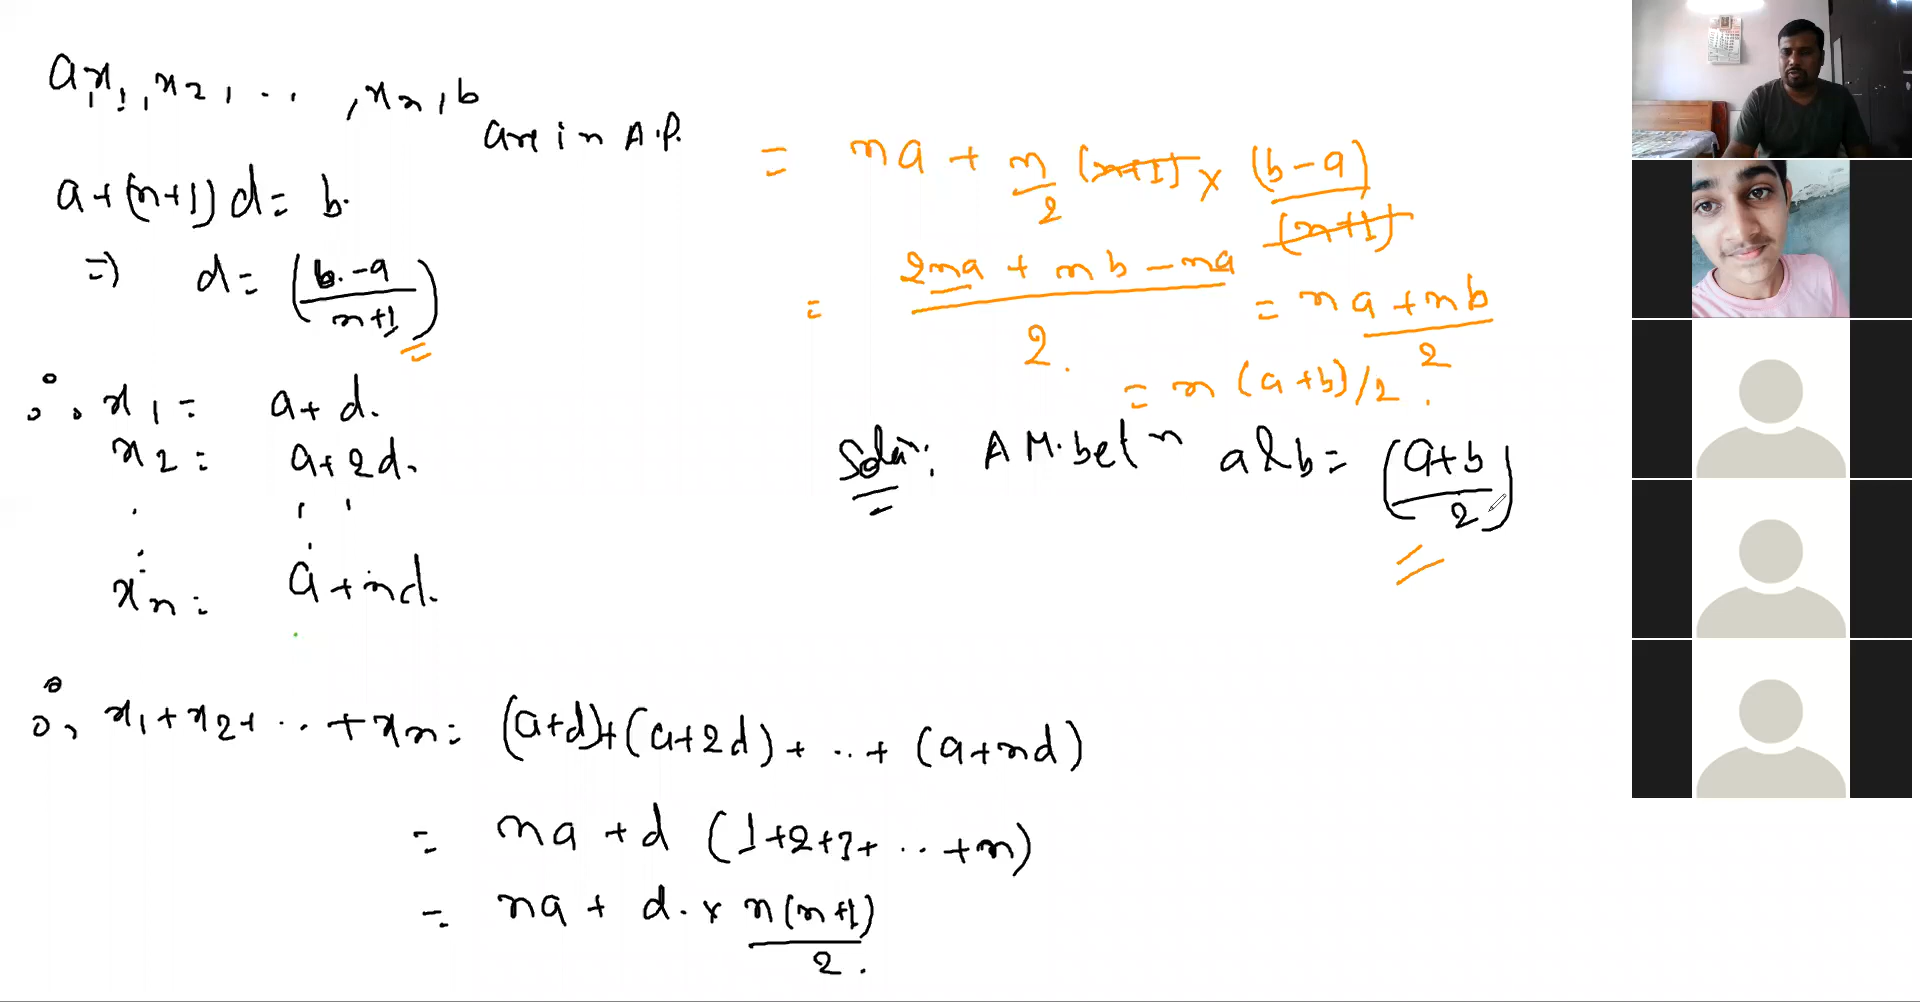 a, x1, x2, ..., xn, b
are in A.P.
a+(n+1)d = b.
=) d = ((b.-a)/(n+1))
∴ x1 = a+d.
x2 = a+2d.
xn = a+nd.
∴, x1+x2+..+xn = (a+d)+(a+2d)+..+(a+nd)
= na + d (1+2+3+..+n)
= na + d. × n(n+1)/2.
= na + n/2 (n+1) × (b-a)/(n+1)
= (2na + nb - na)/2. = (na+nb)/2
= n (a+b)/2.
Soln: A.M. betn a&b = ((a+b)/2)